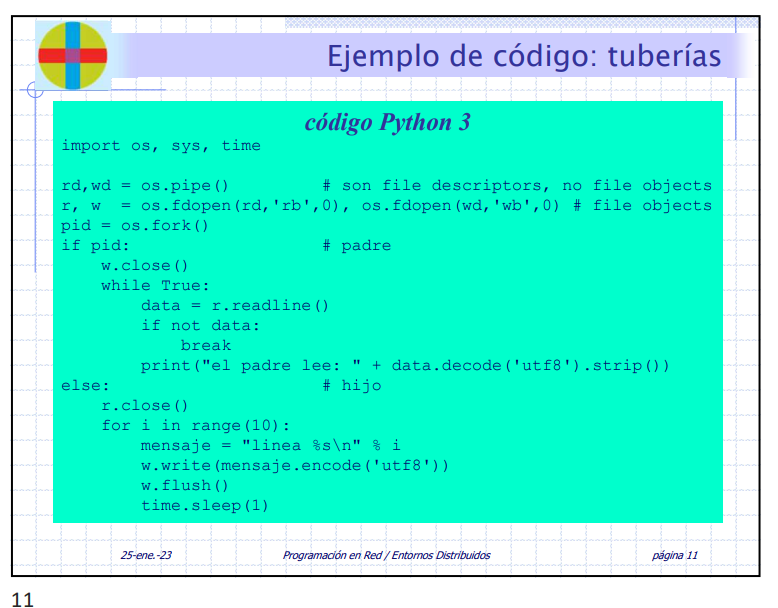 Ejemplo de código: tuberías
código Python 3
import os, sys, time
rd,wd = os.pipe()         # son file descriptors, no file objects
r, w  = os.fdopen(rd,'rb',0), os.fdopen(wd,'wb',0) # file objects
pid = os.fork()
if pid:                   # padre
    w.close()
    while True:
        data = r.readline()
        if not data:
            break
        print("el padre lee: " + data.decode('utf8').strip())
else:                     # hijo
    r.close()
    for i in range(10):
        mensaje = "linea %s\n" % i
        w.write(mensaje.encode('utf8'))
        w.flush()
        time.sleep(1)
25-ene.-23 Programación en Red / Entornos Distribuidos página 11
11